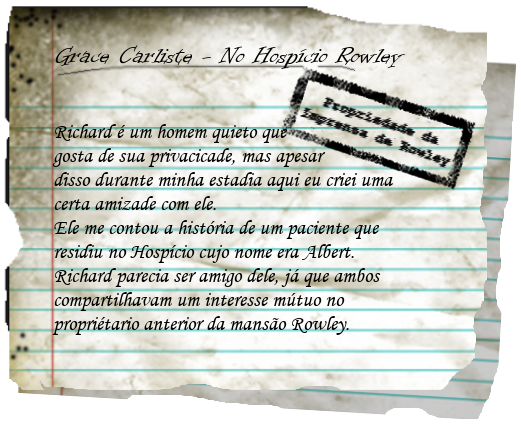 Grace Carliste - No Hospício Rowley
Propriedade da
Imprensa de Rowley
Richard é um homem quieto que
gosta de sua privacicade, mas apesar
disso durante minha estadia aqui eu criei uma
certa amizade com ele.
Ele me contou a história de um paciente que
residiu no Hospício cujo nome era Albert.
Richard parecia ser amigo dele, já que ambos
compartilhavam um interesse mútuo no
propriétario anterior da mansão Rowley.